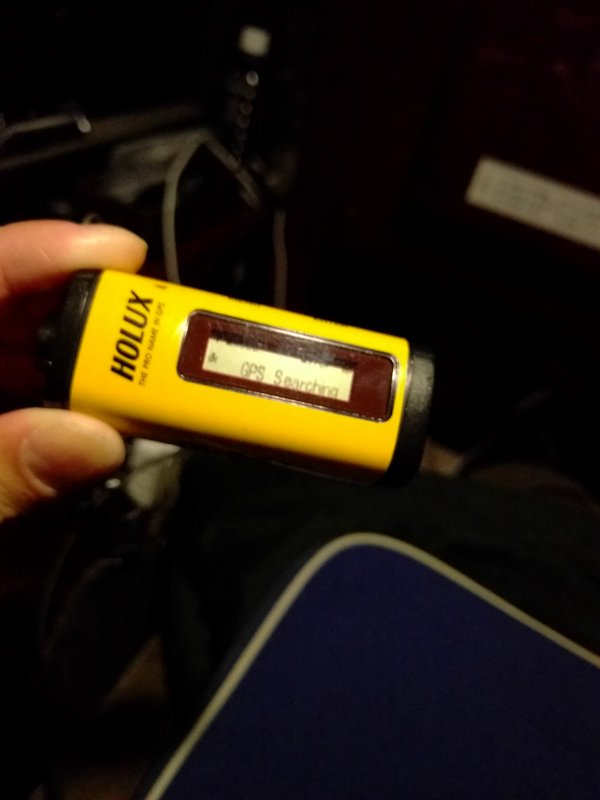 HOLUX
THE PRO NAME IN GPS
GPS Searching